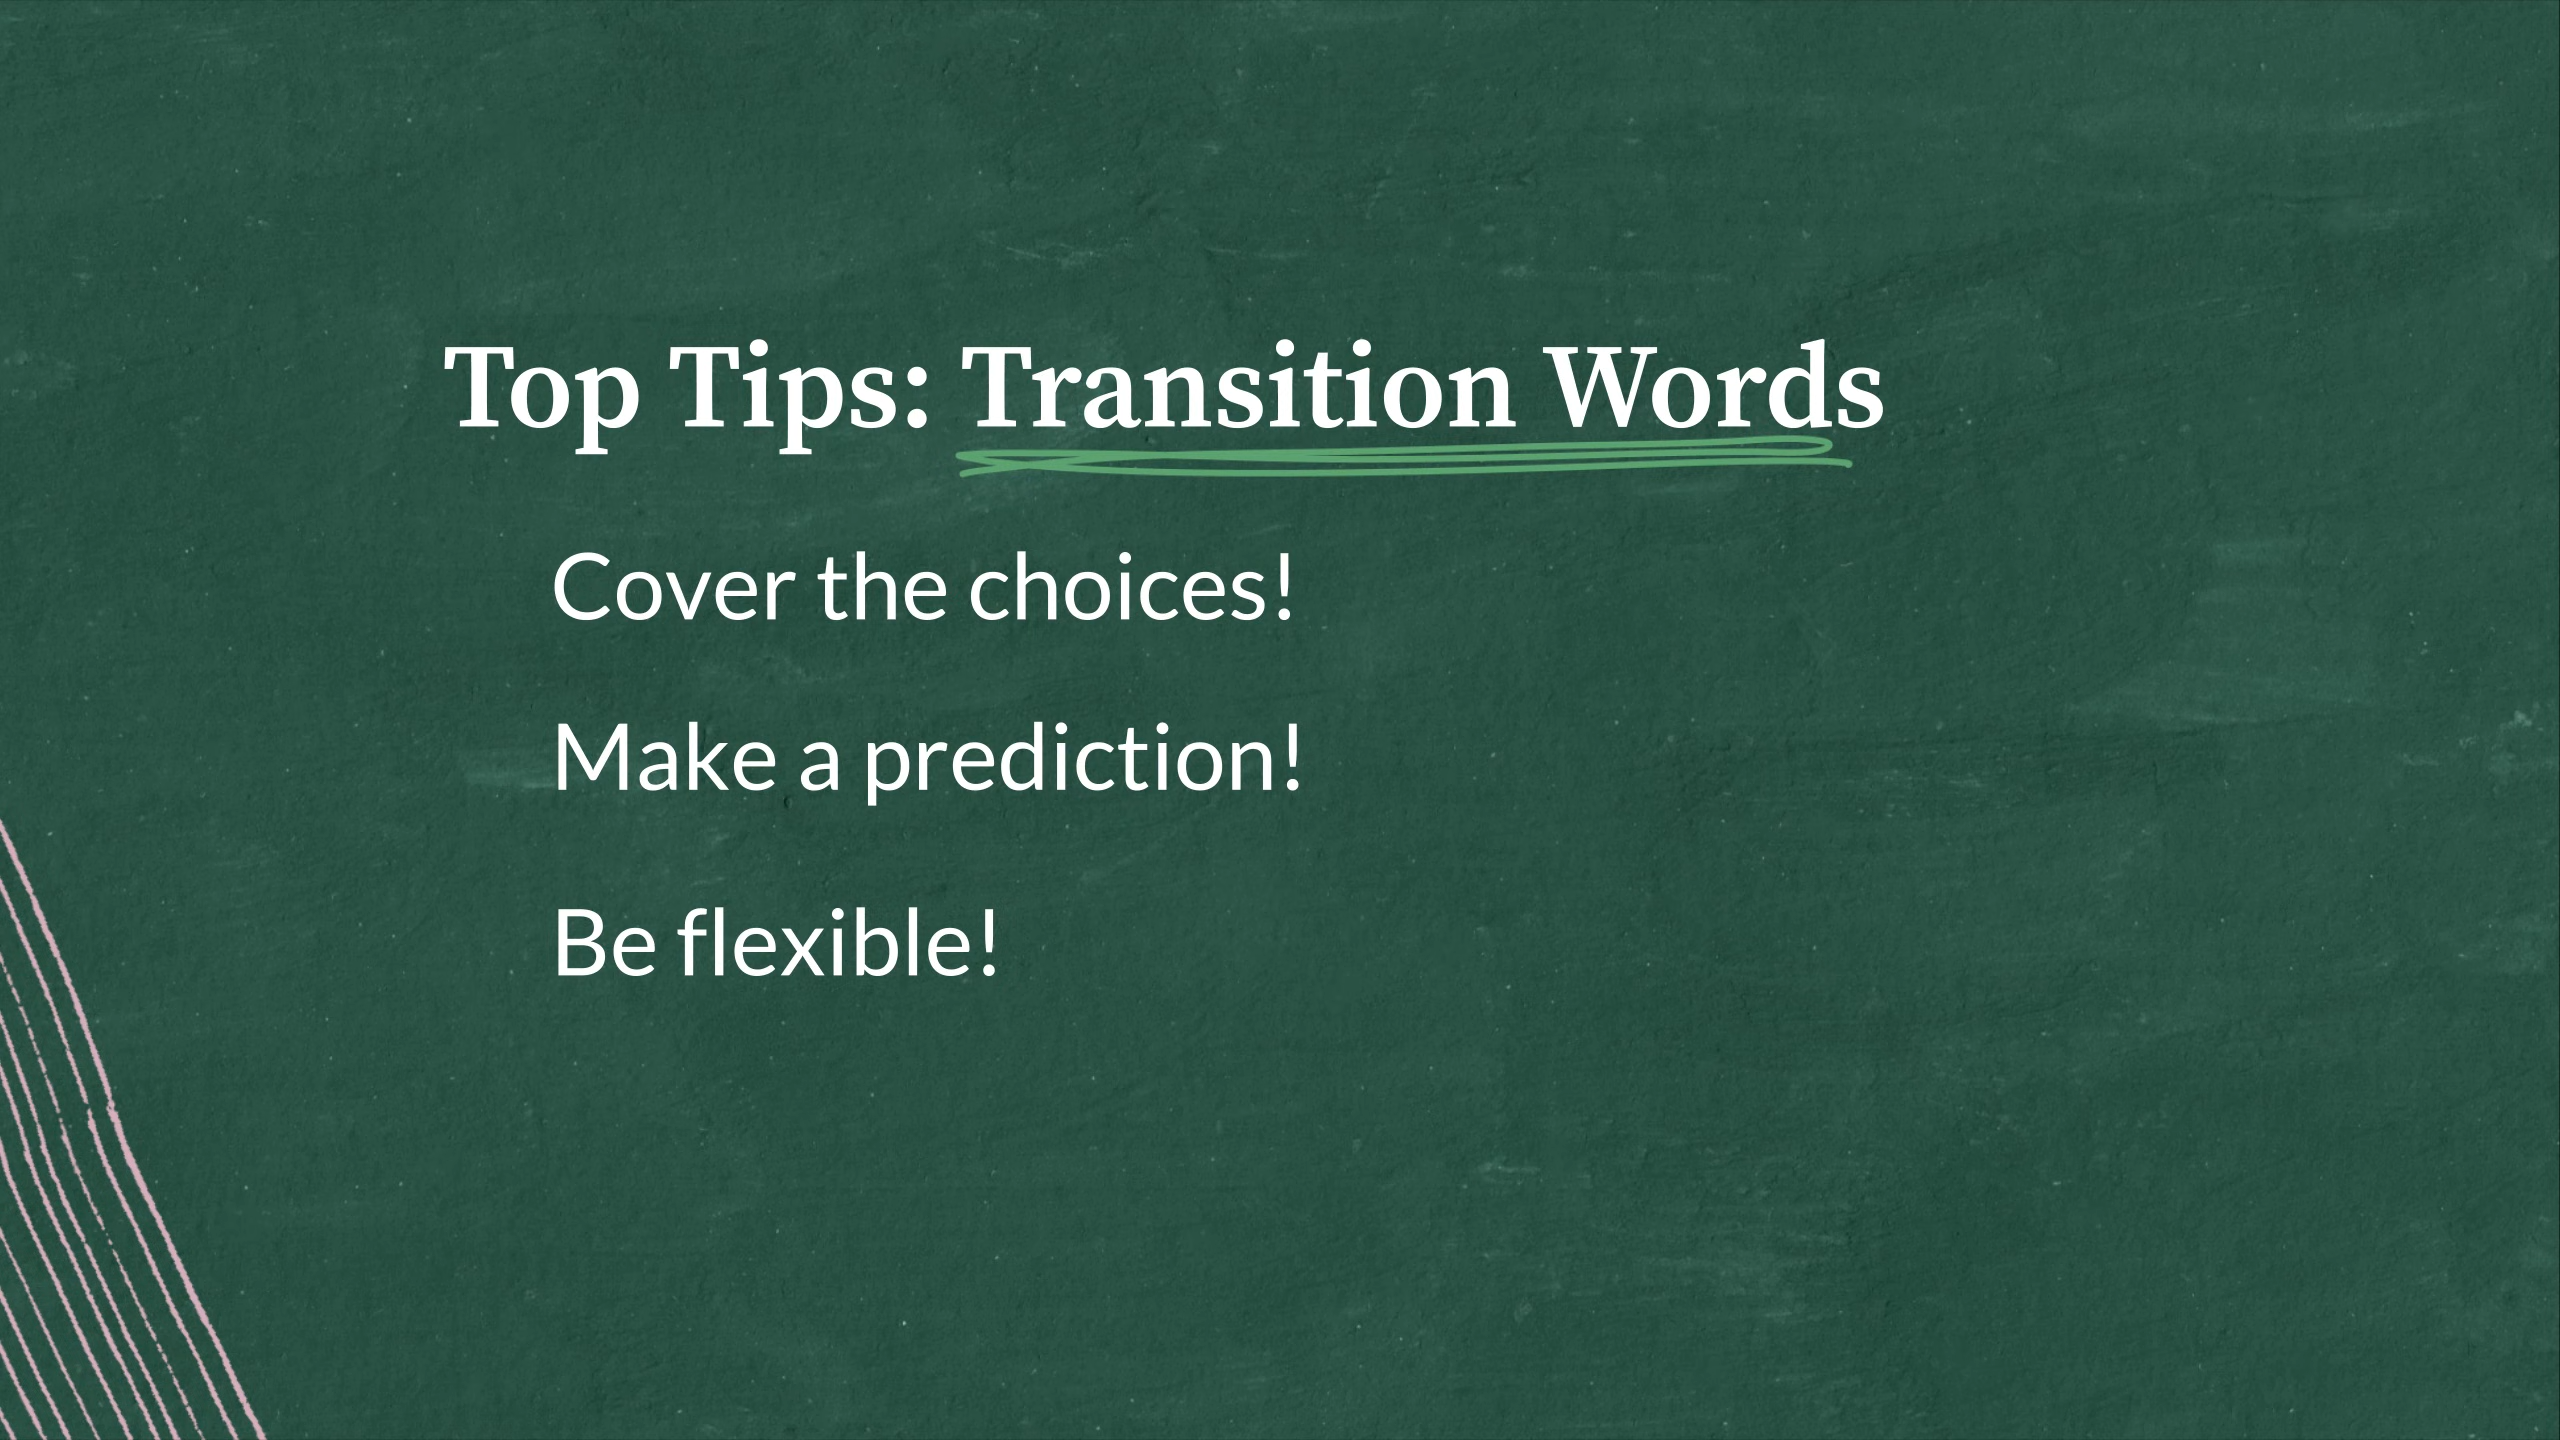 Top Tips: Transition Words
Cover the choices!
Make a prediction!
Be flexible!